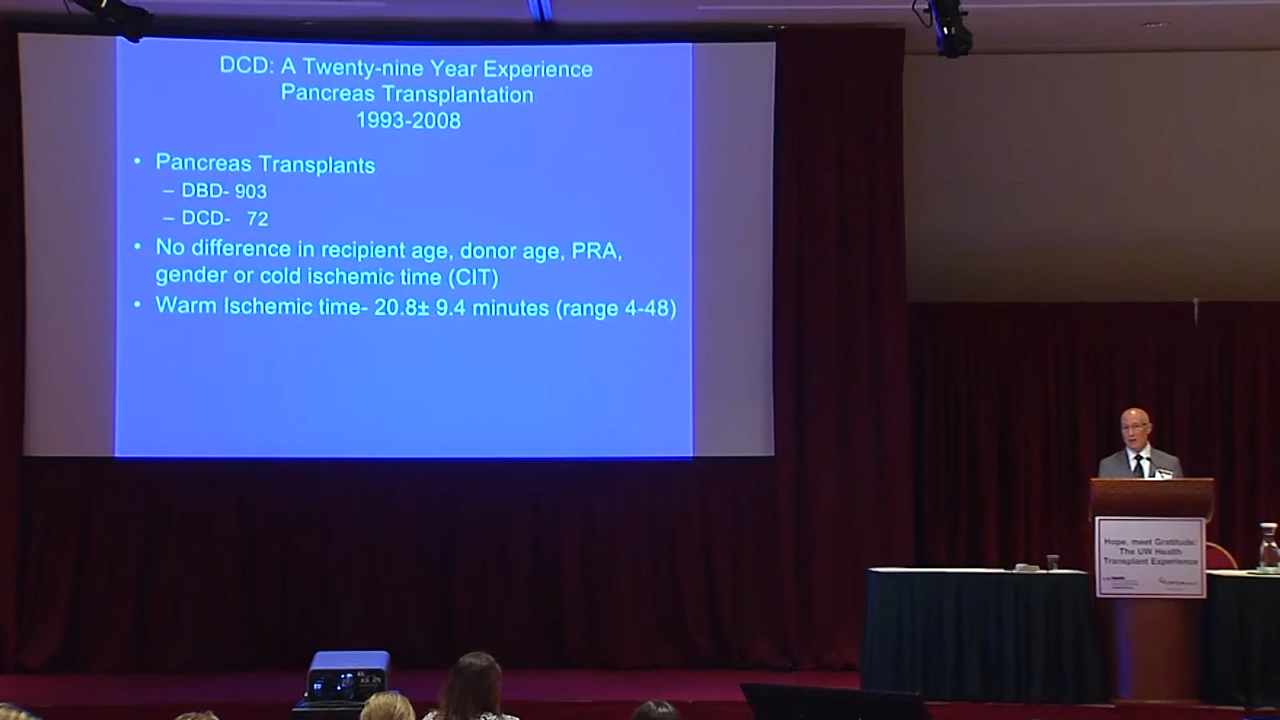 DCD: A Twenty-nine Year Experience
Pancreas Transplantation
1993-2008
• Pancreas Transplants
– DBD- 903
– DCD- 72
• No difference in recipient age, donor age, PRA,
gender or cold ischemic time (CIT)
• Warm Ischemic time- 20.8± 9.4 minutes (range 4-48)
Hope, meet Gratitude:
The UW Health
Transplant Experience